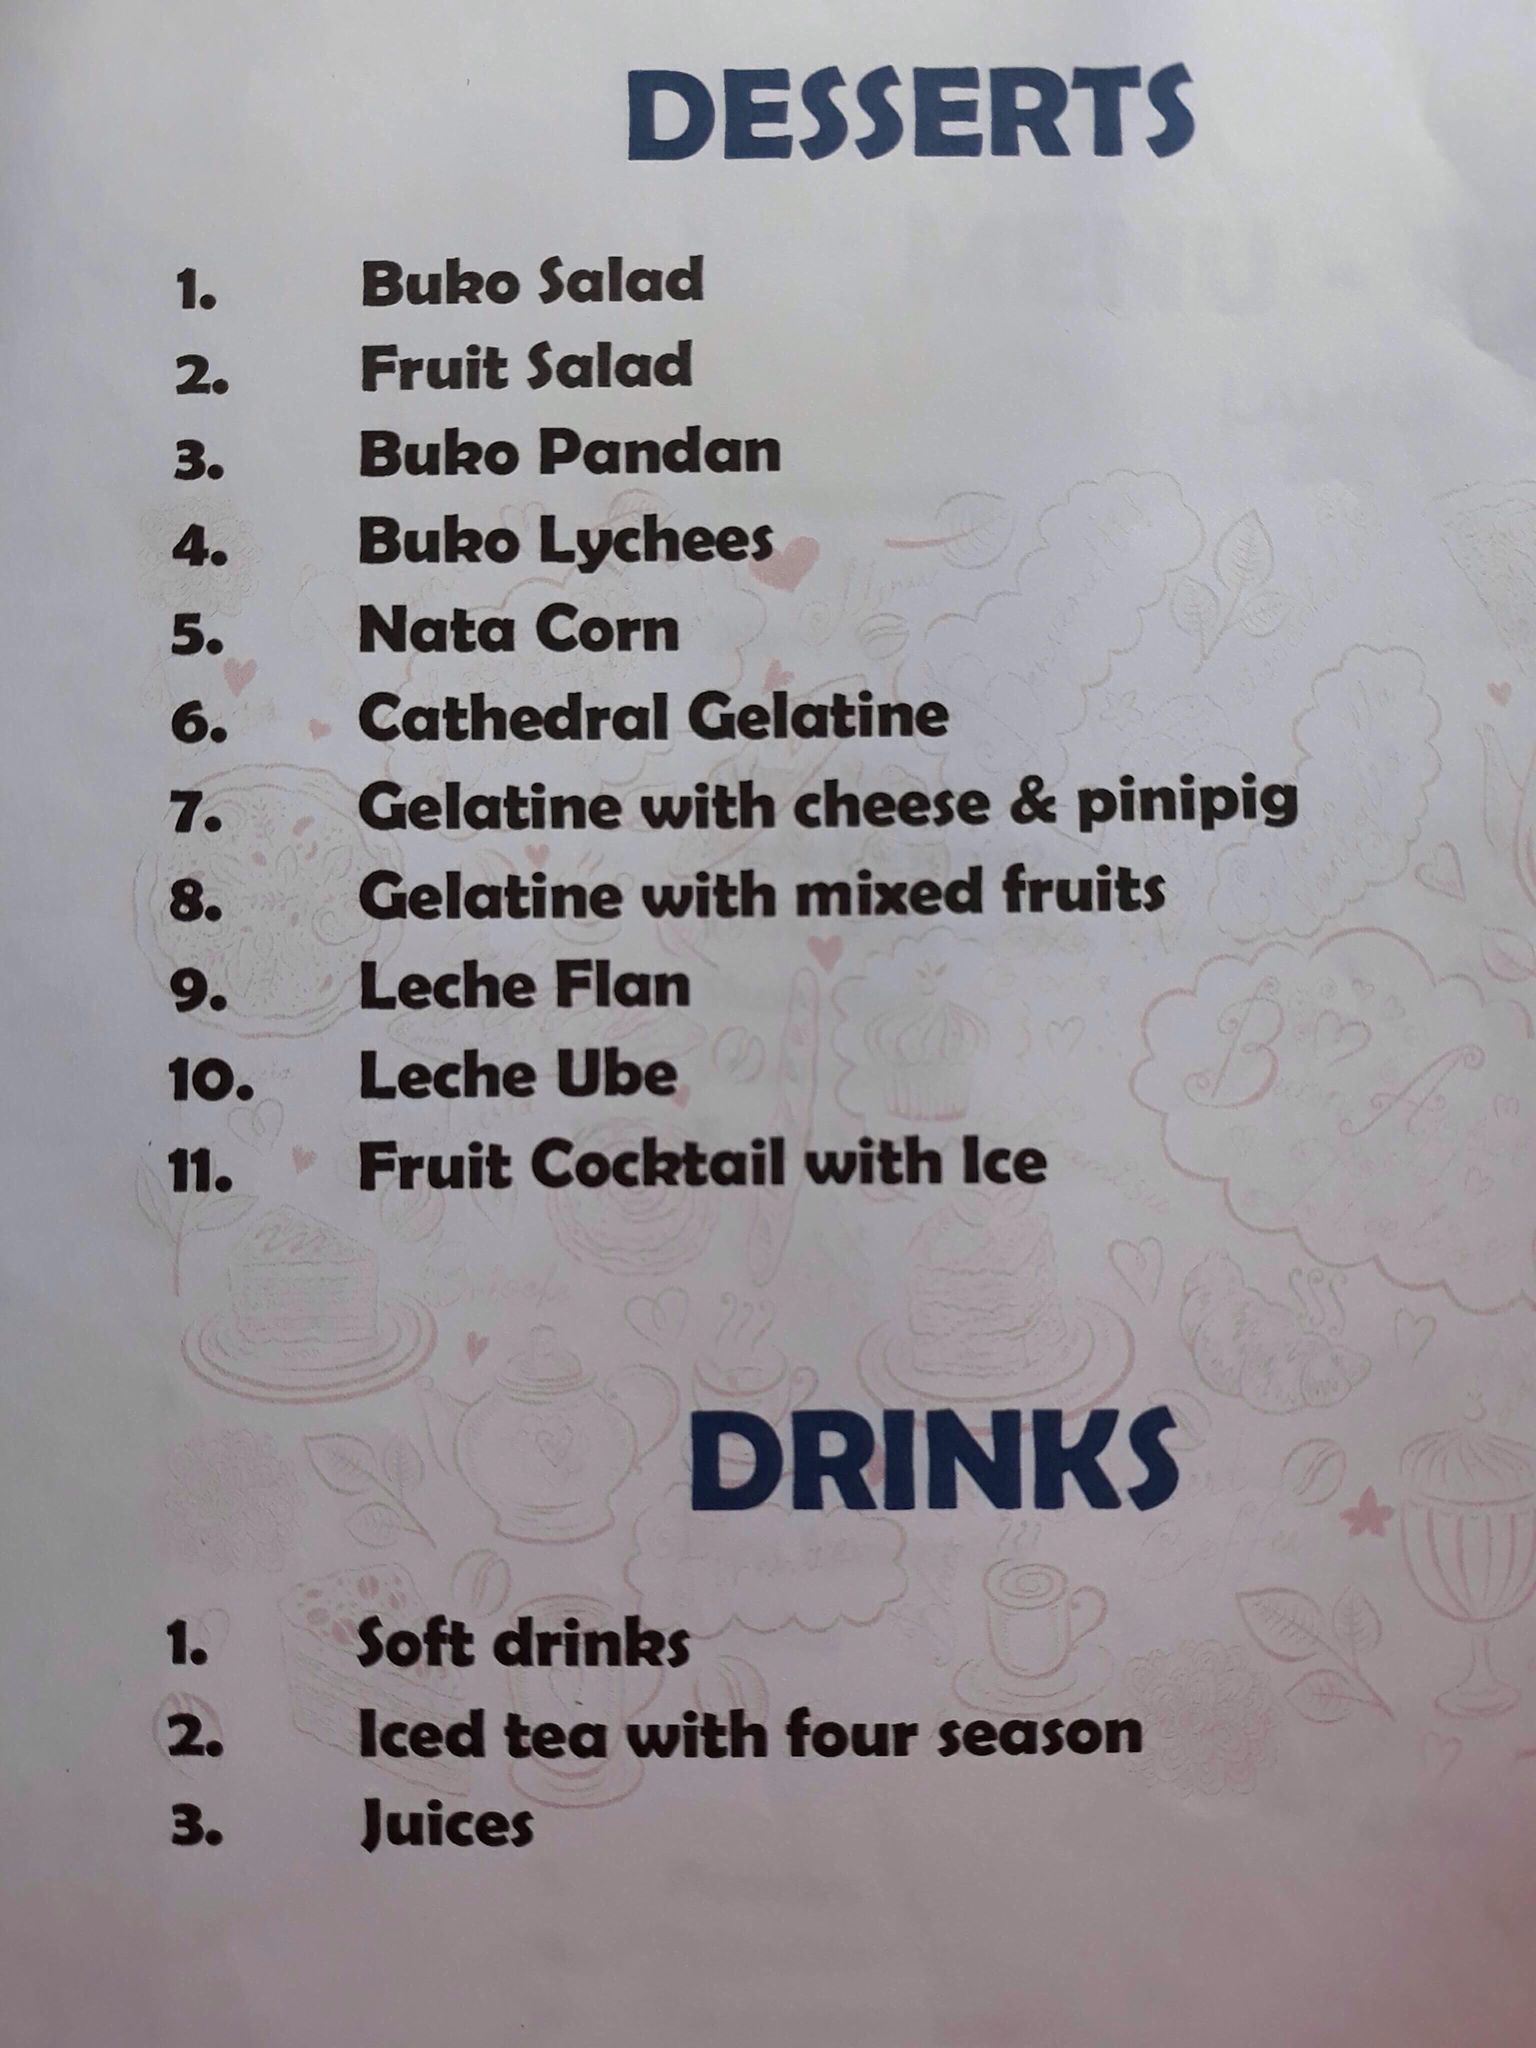 DESSERTS
1. Buko Salad
2. Fruit Salad
3. Buko Pandan
4. Buko Lychees
5. Nata Corn
6. Cathedral Gelatine
7. Gelatine with cheese & pinipig
8. Gelatine with mixed fruits
9. Leche Flan
10. Leche Ube
11. Fruit Cocktail with Ice
DRINKS
1. Soft drinks
2. Iced tea with four season
3. Juices